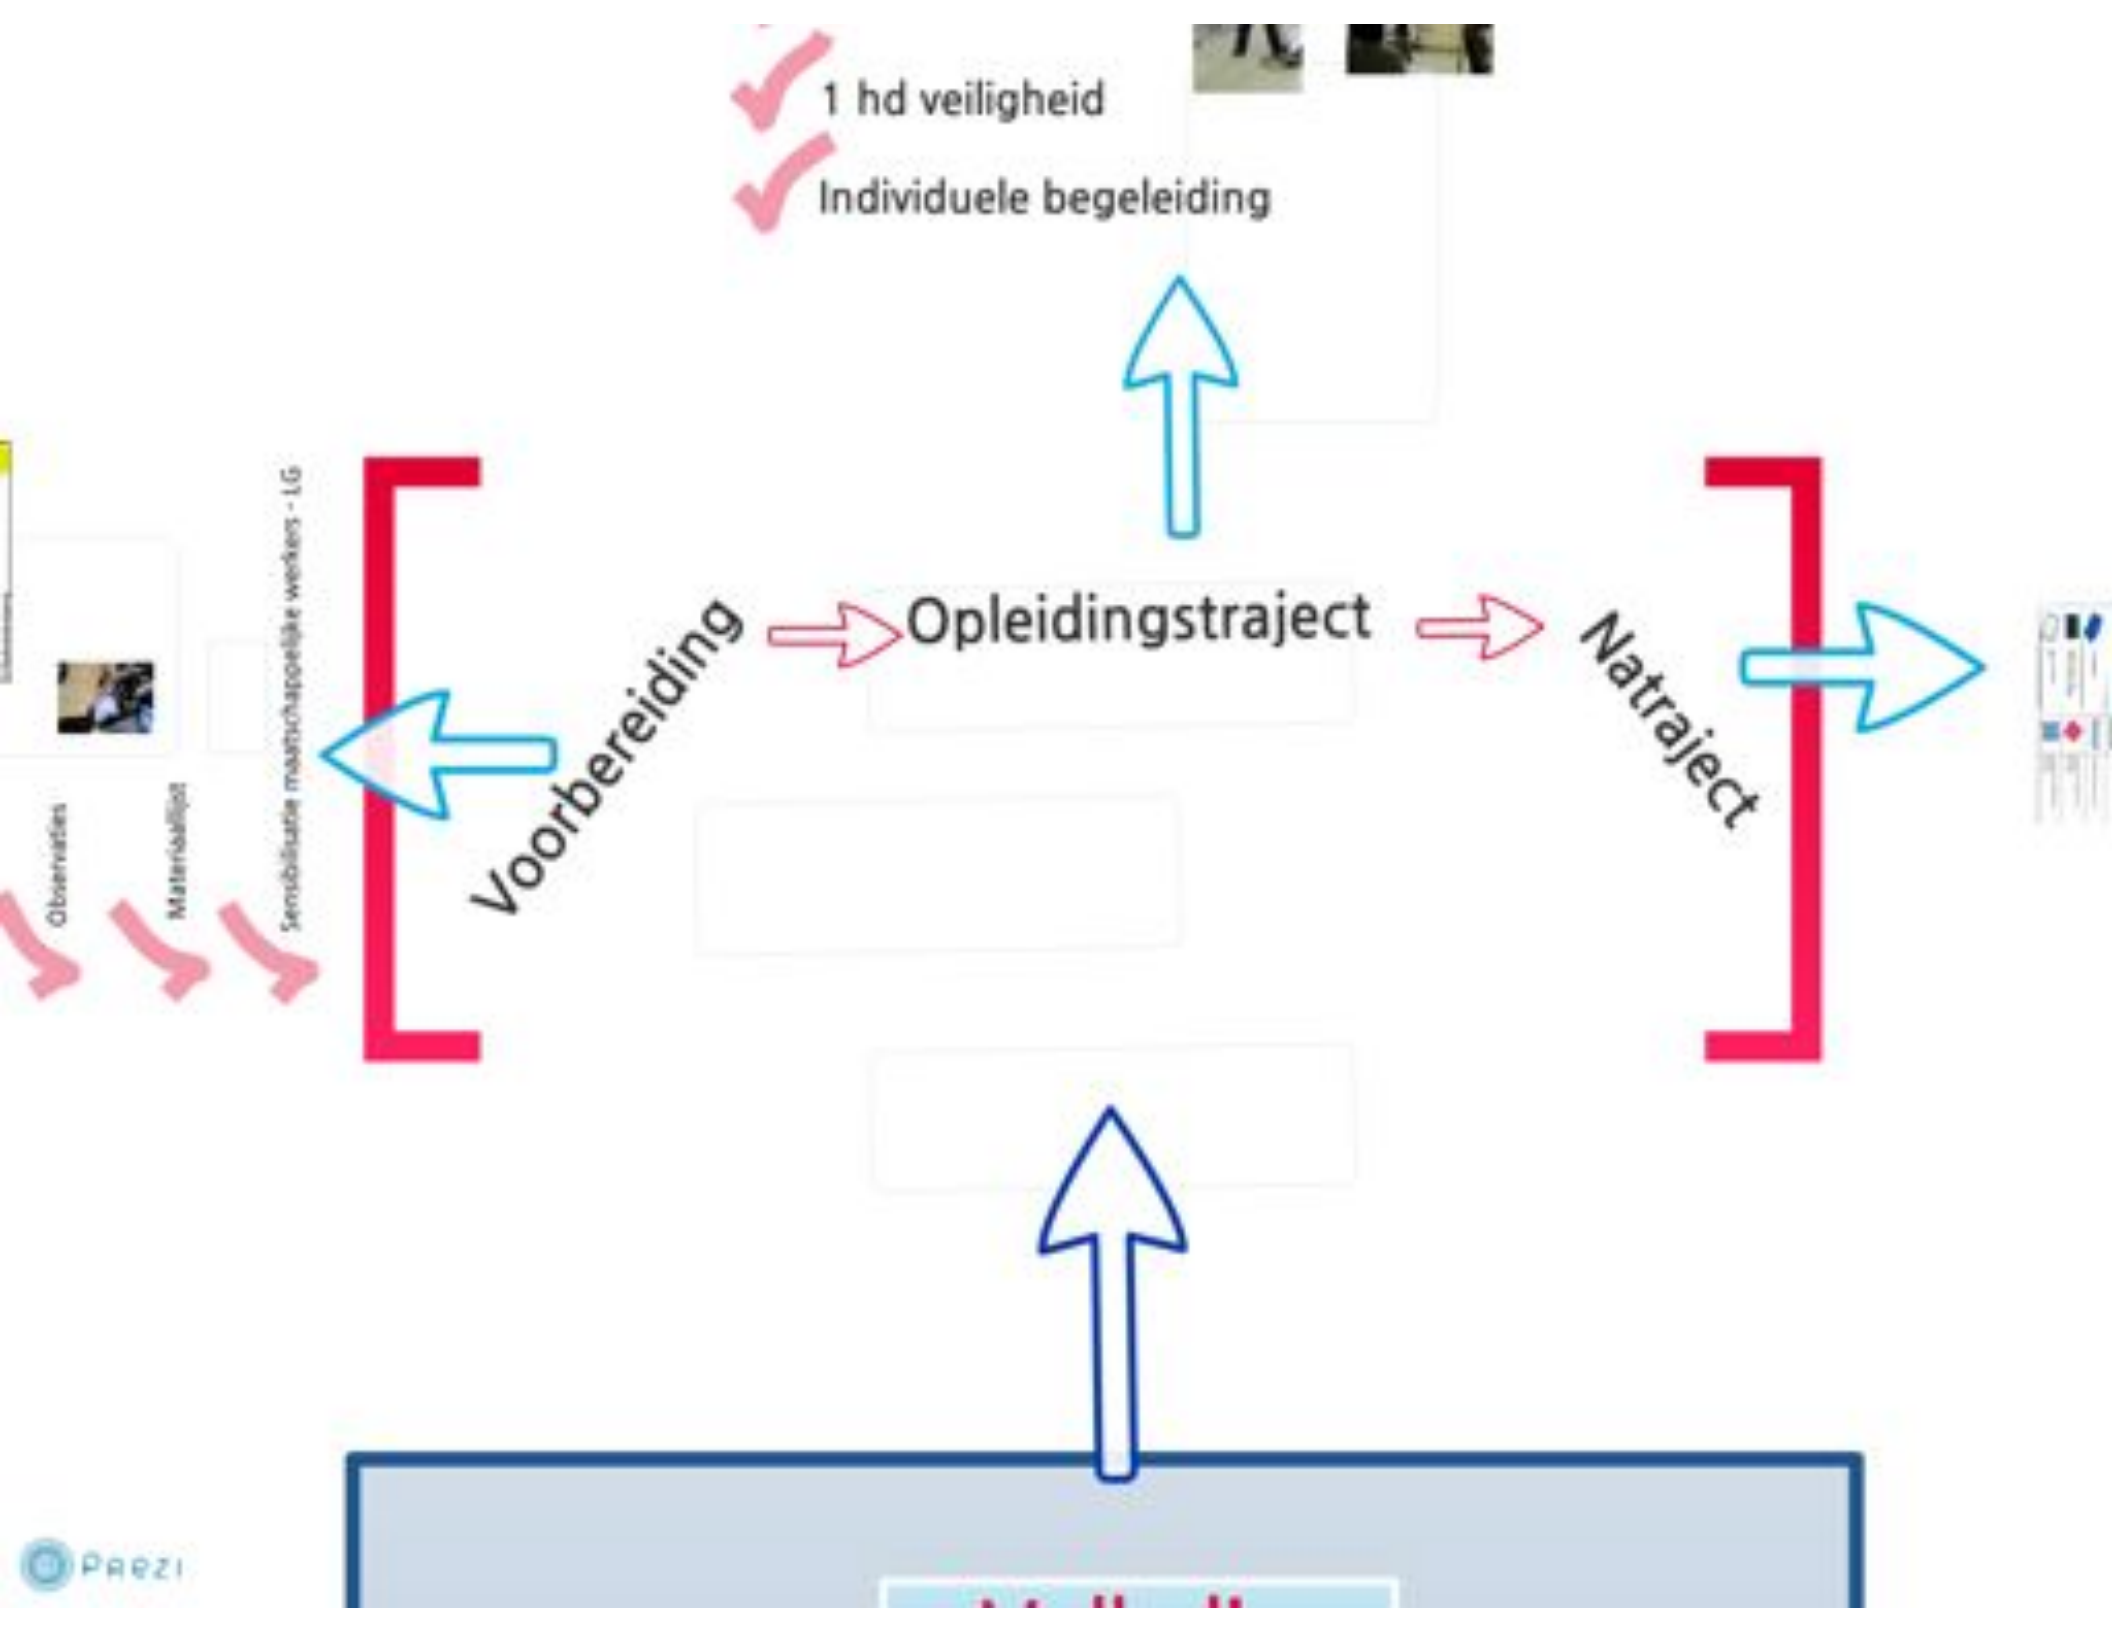 1 hd veiligheid
Individuele begeleiding
Voorbereiding
Opleidingstraject
Natraject
Sensibilisatie maatschappelijke werkers - LG
Materiaallijst
Observaties
PREZI